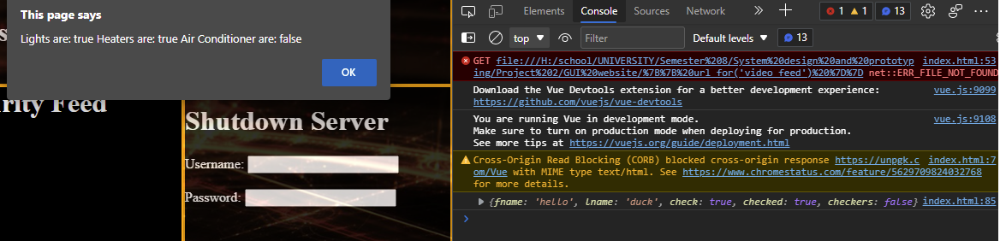 This page says
Lights are: true Heaters are: true Air Conditioner are: false
OK
rity Feed
Shutdown Server
Username:
Password:
Elements Console Sources Network
1 1 13
top Filter Default levels 13
GET file:///H:/school/UNIVERSITY/Semester%208/System%20design%20and%20prototyp index.html:53
ing/Project%202/GUI%20website/%7B%7B%20url_for('video_feed')%20%7D%7D net::ERR_FILE_NOT_FOUND
Download the Vue Devtools extension for a better development experience: vue.js:9099
https://github.com/vuejs/vue-devtools
You are running Vue in development mode. vue.js:9108
Make sure to turn on production mode when deploying for production.
See more tips at https://vuejs.org/guide/deployment.html
Cross-Origin Read Blocking (CORB) blocked cross-origin response https://unpgk.c index.html:7
om/Vue with MIME type text/html. See https://www.chromestatus.com/feature/5629709824032768
for more details.
{fname: 'hello', lname: 'duck', check: true, checked: true, checkers: false} index.html:85